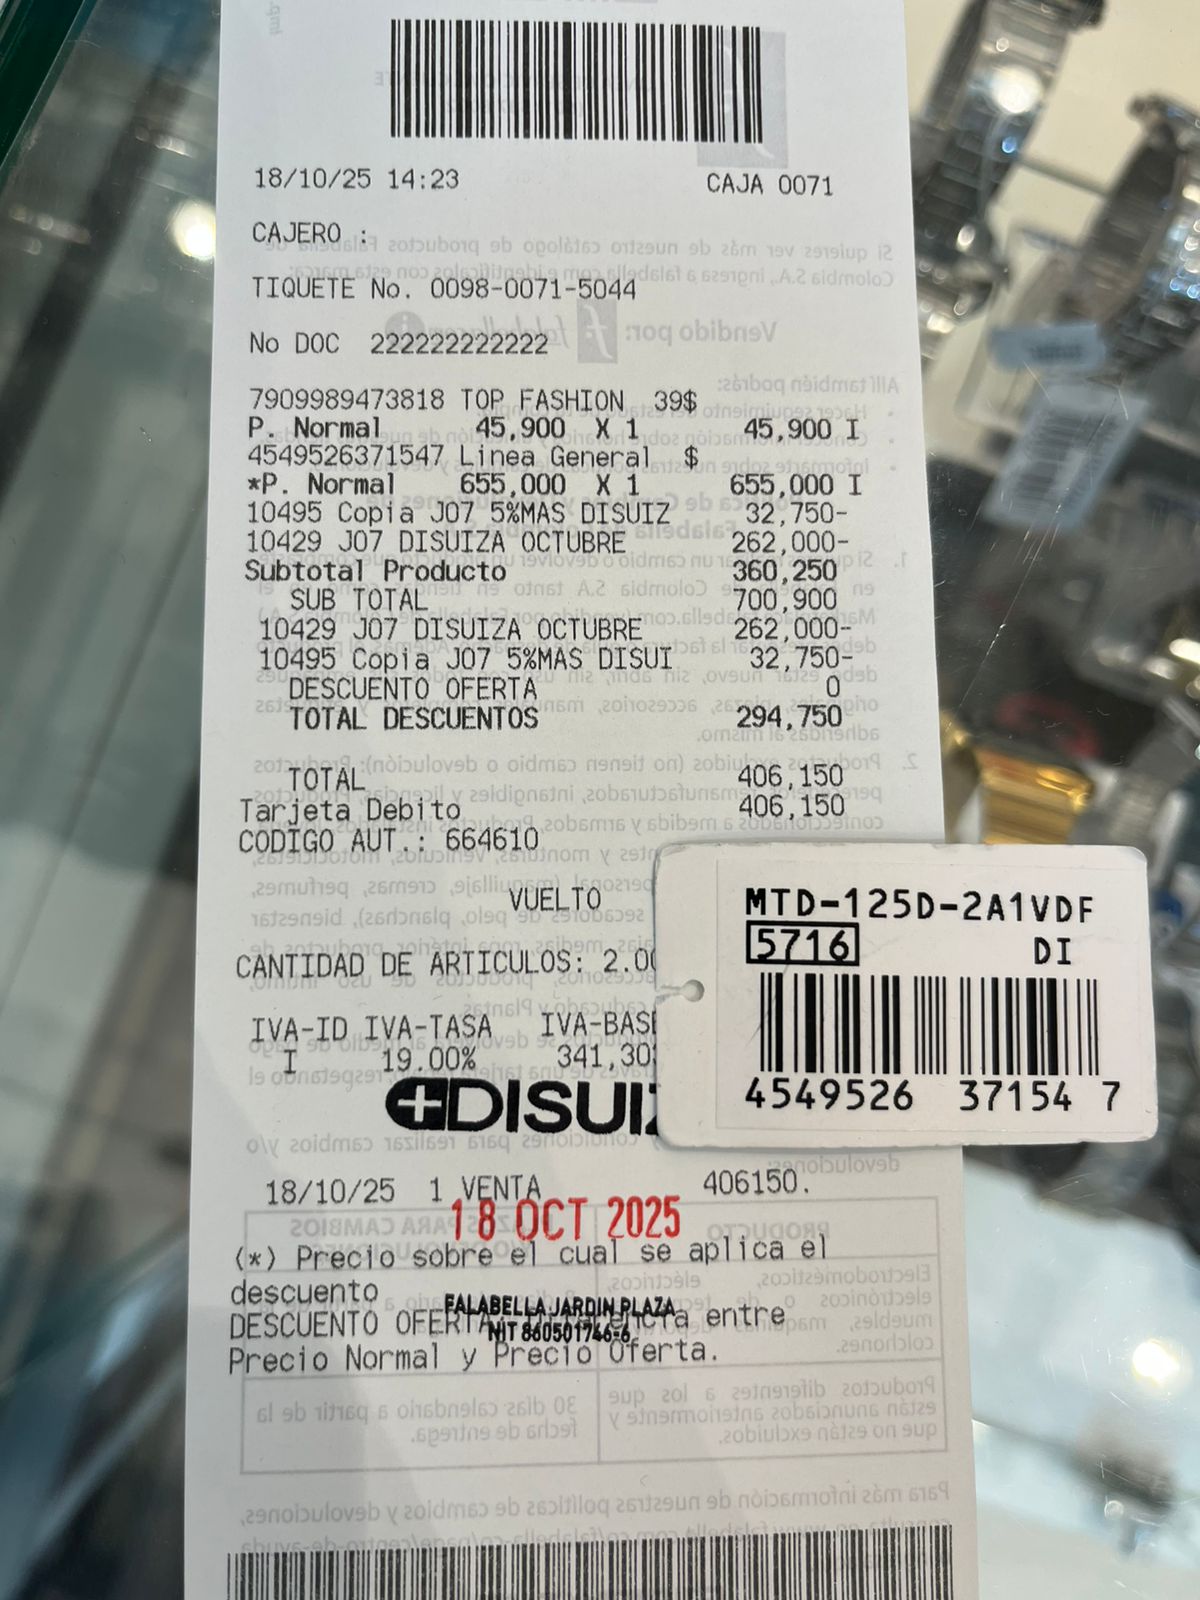 18/10/25 14:23 CAJA 0071
CAJERO :
TIQUETE No. 0098-0071-5044
No DOC 222222222222
7909989473818 TOP FASHION 39$
P. Normal 45,900 X 1 45,900 I
4549526371547 Linea General $
*P. Normal 655,000 X 1 655,000 I
10495 Copia J07 5%MAS DISUIZ 32,750-
10429 J07 DISUIZA OCTUBRE 262,000-
Subtotal Producto 360,250
SUB TOTAL 700,900
10429 J07 DISUIZA OCTUBRE 262,000-
10495 Copia J07 5%MAS DISUI 32,750-
DESCUENTO OFERTA 0
TOTAL DESCUENTOS 294,750
TOTAL 406,150
Tarjeta Debito 406,150
CODIGO AUT.: 664610
VUELTO
CANTIDAD DE ARTICULOS: 2.00
IVA-ID IVA-TASA IVA-BASE
I 19.00% 341,30
DISUIZ
MTD-125D-2A1VDF
5716 DI
4549526 37154 7
18/10/25 1 VENTA 406150.
18 OCT 2025
(*) Precio sobre el cual se aplica el
descuento
FALABELLA JARDIN PLAZA
NIT 860501746-6
DESCUENTO OFERTA: Diferencia entre
Precio Normal y Precio Oferta.